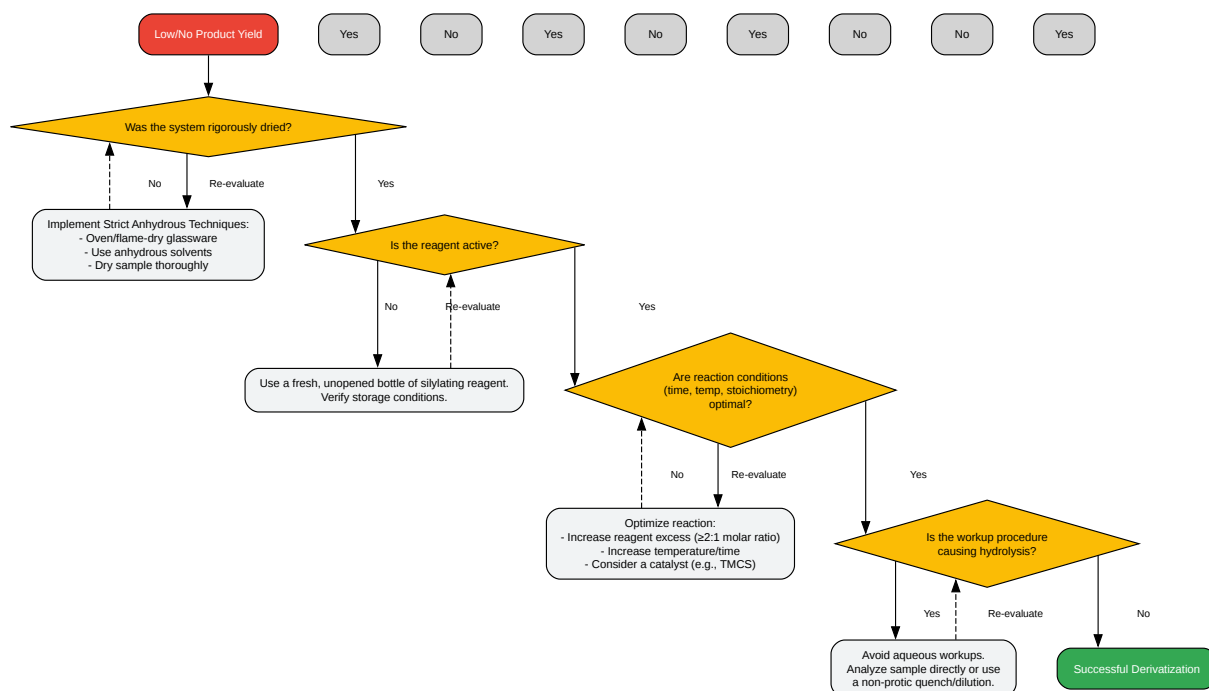 Low/No Product Yield
Yes
No
Yes
No
Yes
No
No
Yes
Was the system rigorously dried?
No
Re-evaluate
Yes
Implement Strict Anhydrous Techniques:
- Oven/flame-dry glassware
- Use anhydrous solvents
- Dry sample thoroughly
Is the reagent active?
No
Re-evaluate
Yes
Use a fresh, unopened bottle of silylating reagent.
Verify storage conditions.
Are reaction conditions
(time, temp, stoichiometry)
optimal?
No
Re-evaluate
Yes
Optimize reaction:
- Increase reagent excess (≥2:1 molar ratio)
- Increase temperature/time
- Consider a catalyst (e.g., TMCS)
Is the workup procedure
causing hydrolysis?
Yes
Re-evaluate
No
Avoid aqueous workups.
Analyze sample directly or use
a non-protic quench/dilution.
Successful Derivatization